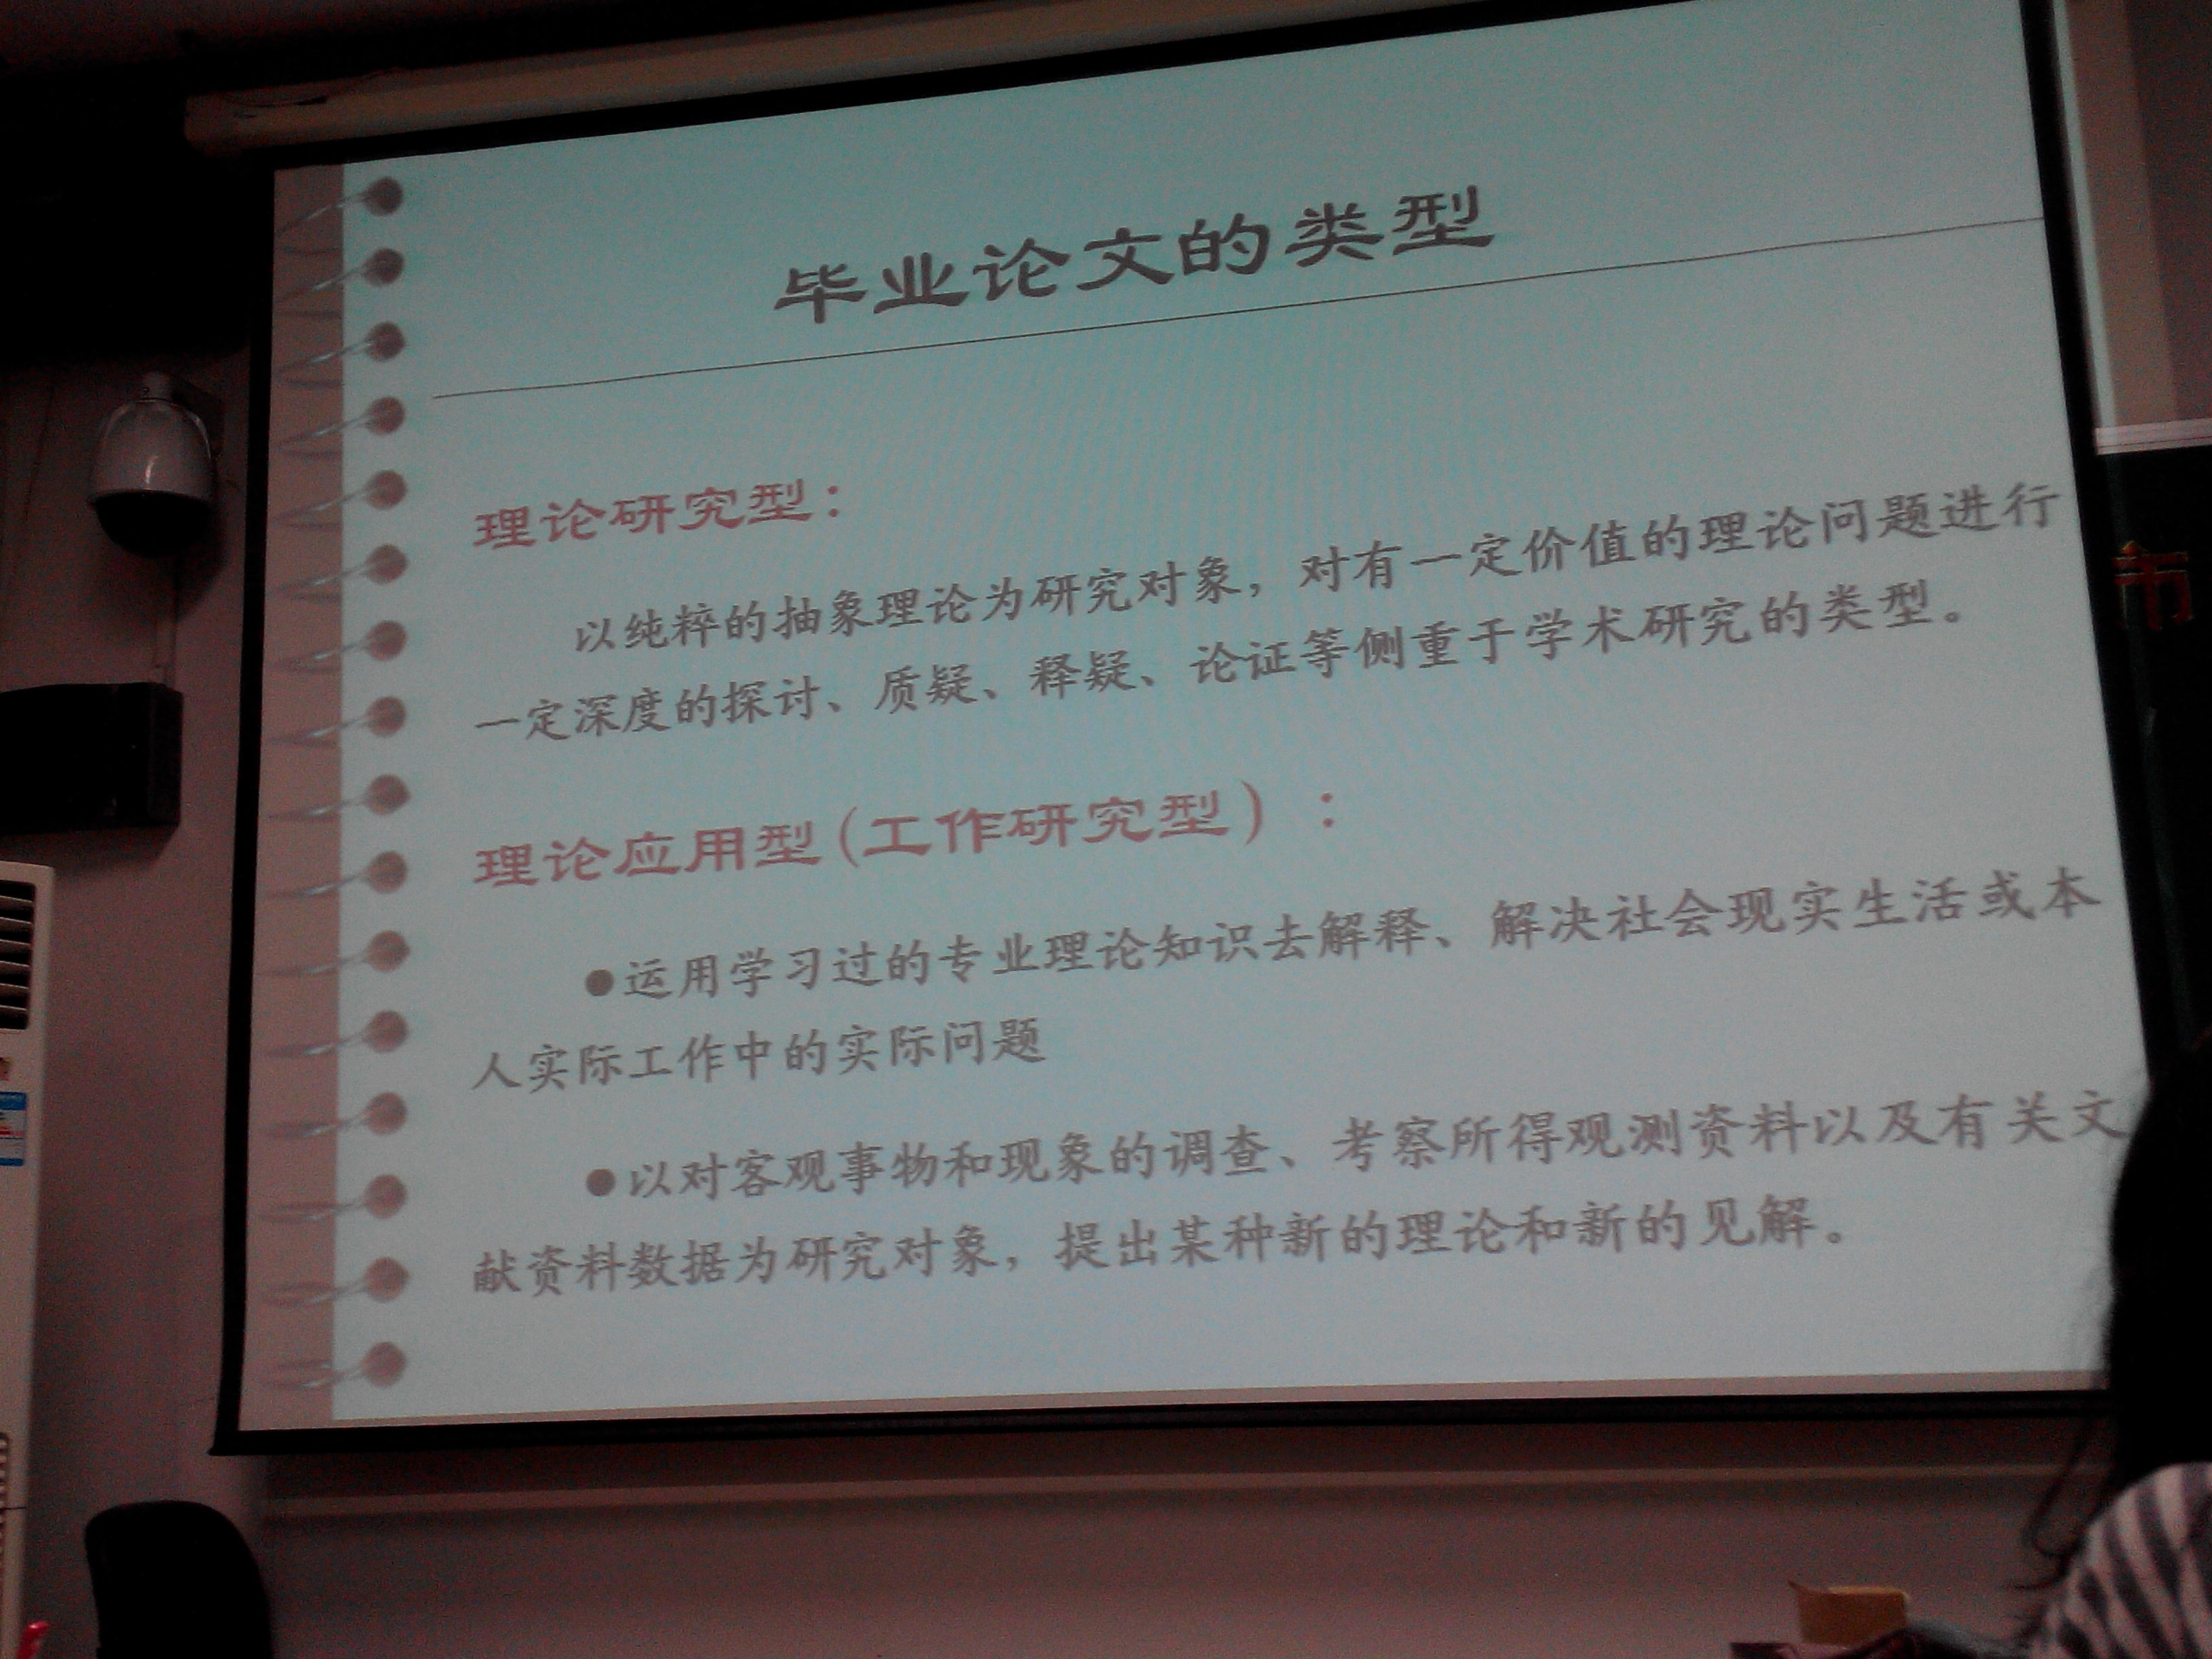 毕业论文的类型
理论研究型：
以纯粹的抽象理论为研究对象，对有一定价值的理论问题进行
一定深度的探讨、质疑、释疑、论证等侧重于学术研究的类型。
理论应用型（工作研究型）：
●运用学习过的专业理论知识去解释、解决社会现实生活或本
人实际工作中的实际问题
●以对客观事物和现象的调查、考察所得观测资料以及有关文
献资料数据为研究对象，提出某种新的理论和新的见解。